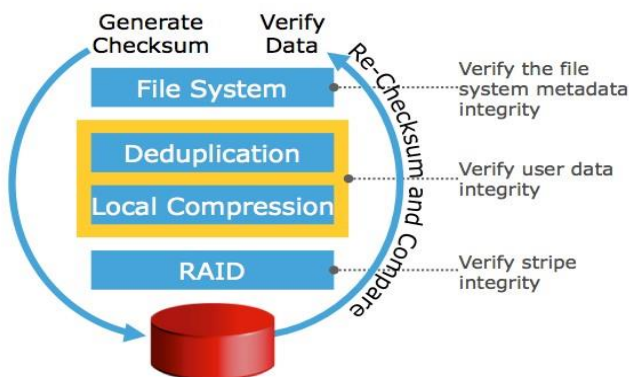 Generate
Checksum
Verify
Data
File System
Deduplication
Local Compression
RAID
Re-Checksum and Compare
Verify the file
system metadata
integrity
Verify user data
integrity
Verify stripe
integrity